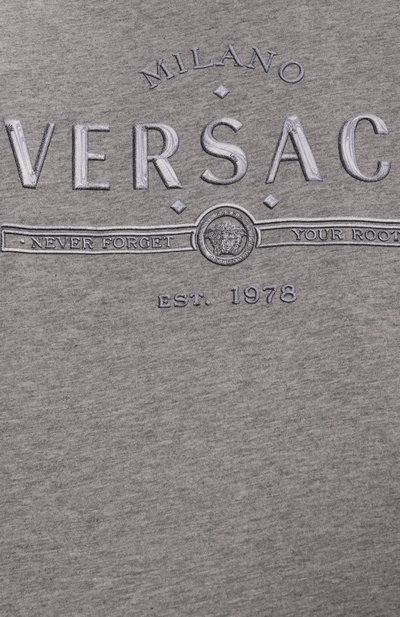 MILANO
VERSAC
· NEVER FORGET YOUR ROOT
EST. 1978